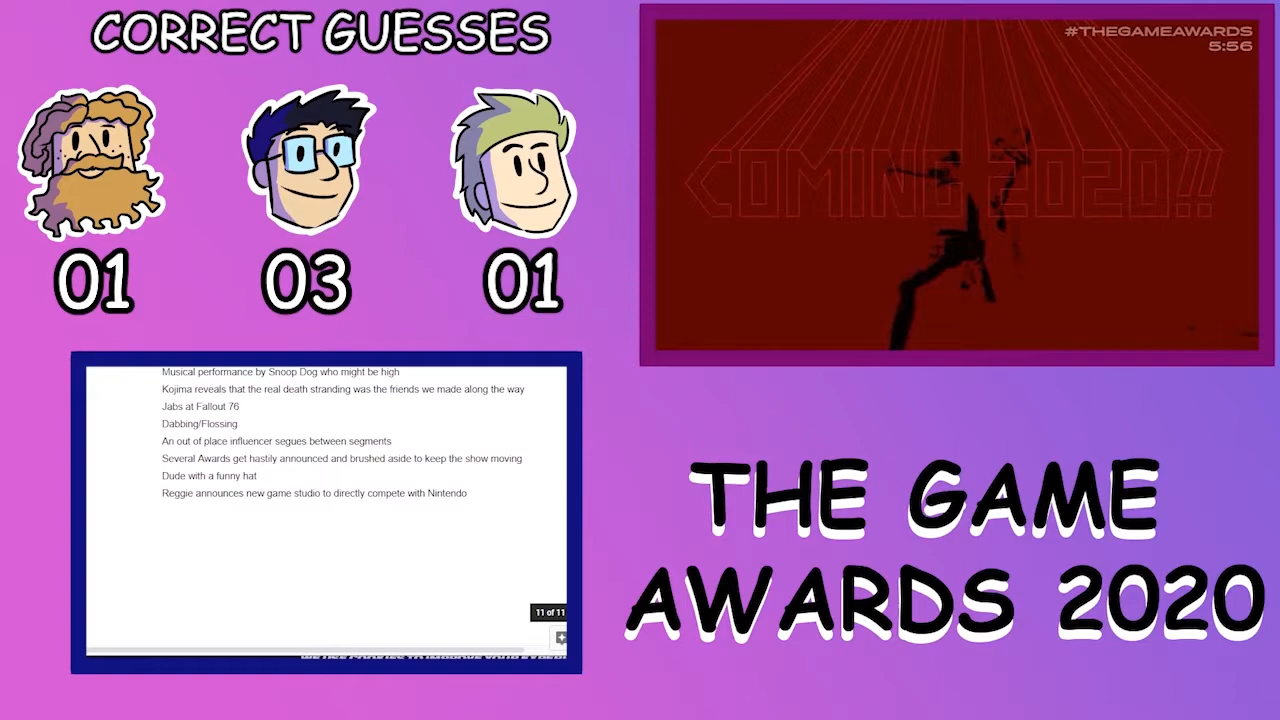 CORRECT GUESSES
01 03 01
#THEGAMEAWARDS
5:56
COMING 2020!!
Musical performance by Snoop Dog who might be high
Kojima reveals that the real death stranding was the friends we made along the way
Jabs at Fallout 76
Dabbing/Flossing
An out of place influencer segues between segments
Several Awards get hastily announced and brushed aside to keep the show moving
Dude with a funny hat
Reggie announces new game studio to directly compete with Nintendo
11 of 11
THE GAME
AWARDS 2020